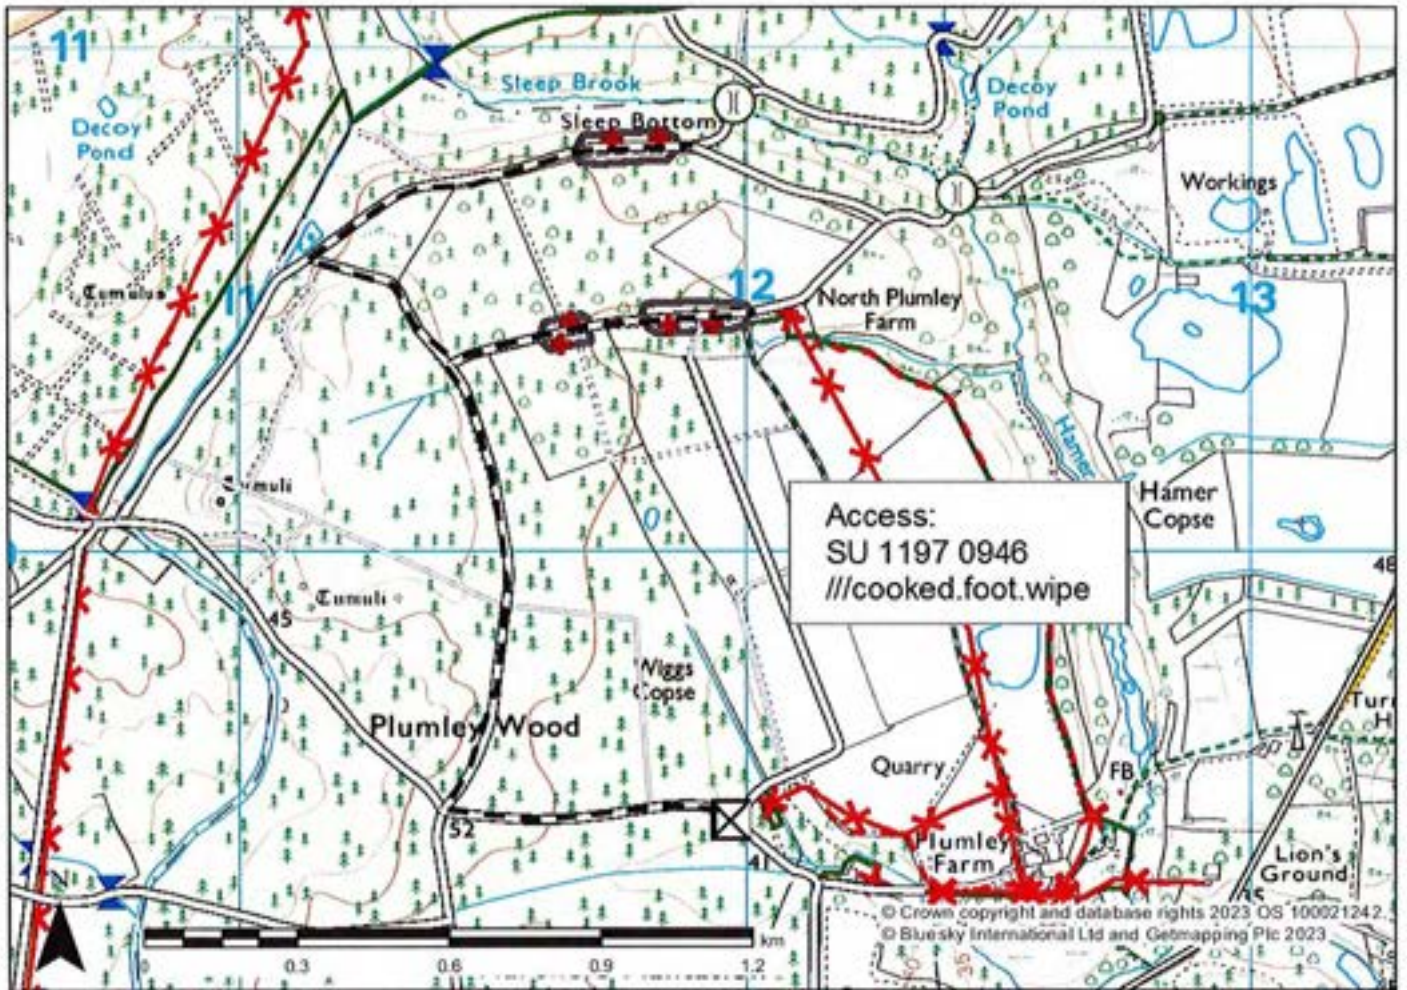 11
Sleep Brook
Decoy
Pond
Sleep Bottom
Decoy
Pond
Workings
Tumulus
11
12
13
North Plumley
Farm
Hamer
Tumuli
Access:
SU 1197 0946
///cooked.foot.wipe
Hamer
Copse
48
Tumuli
45
Wiggs
Copse
Plumley Wood
Quarry
FB
52
41
Plumley
Farm
Lion's
Ground
35
N
© Crown copyright and database rights 2023 OS 100021242.
© Bluesky International Ltd and Getmapping Plc 2023
km
0 0.3 0.6 0.9 1.2
35